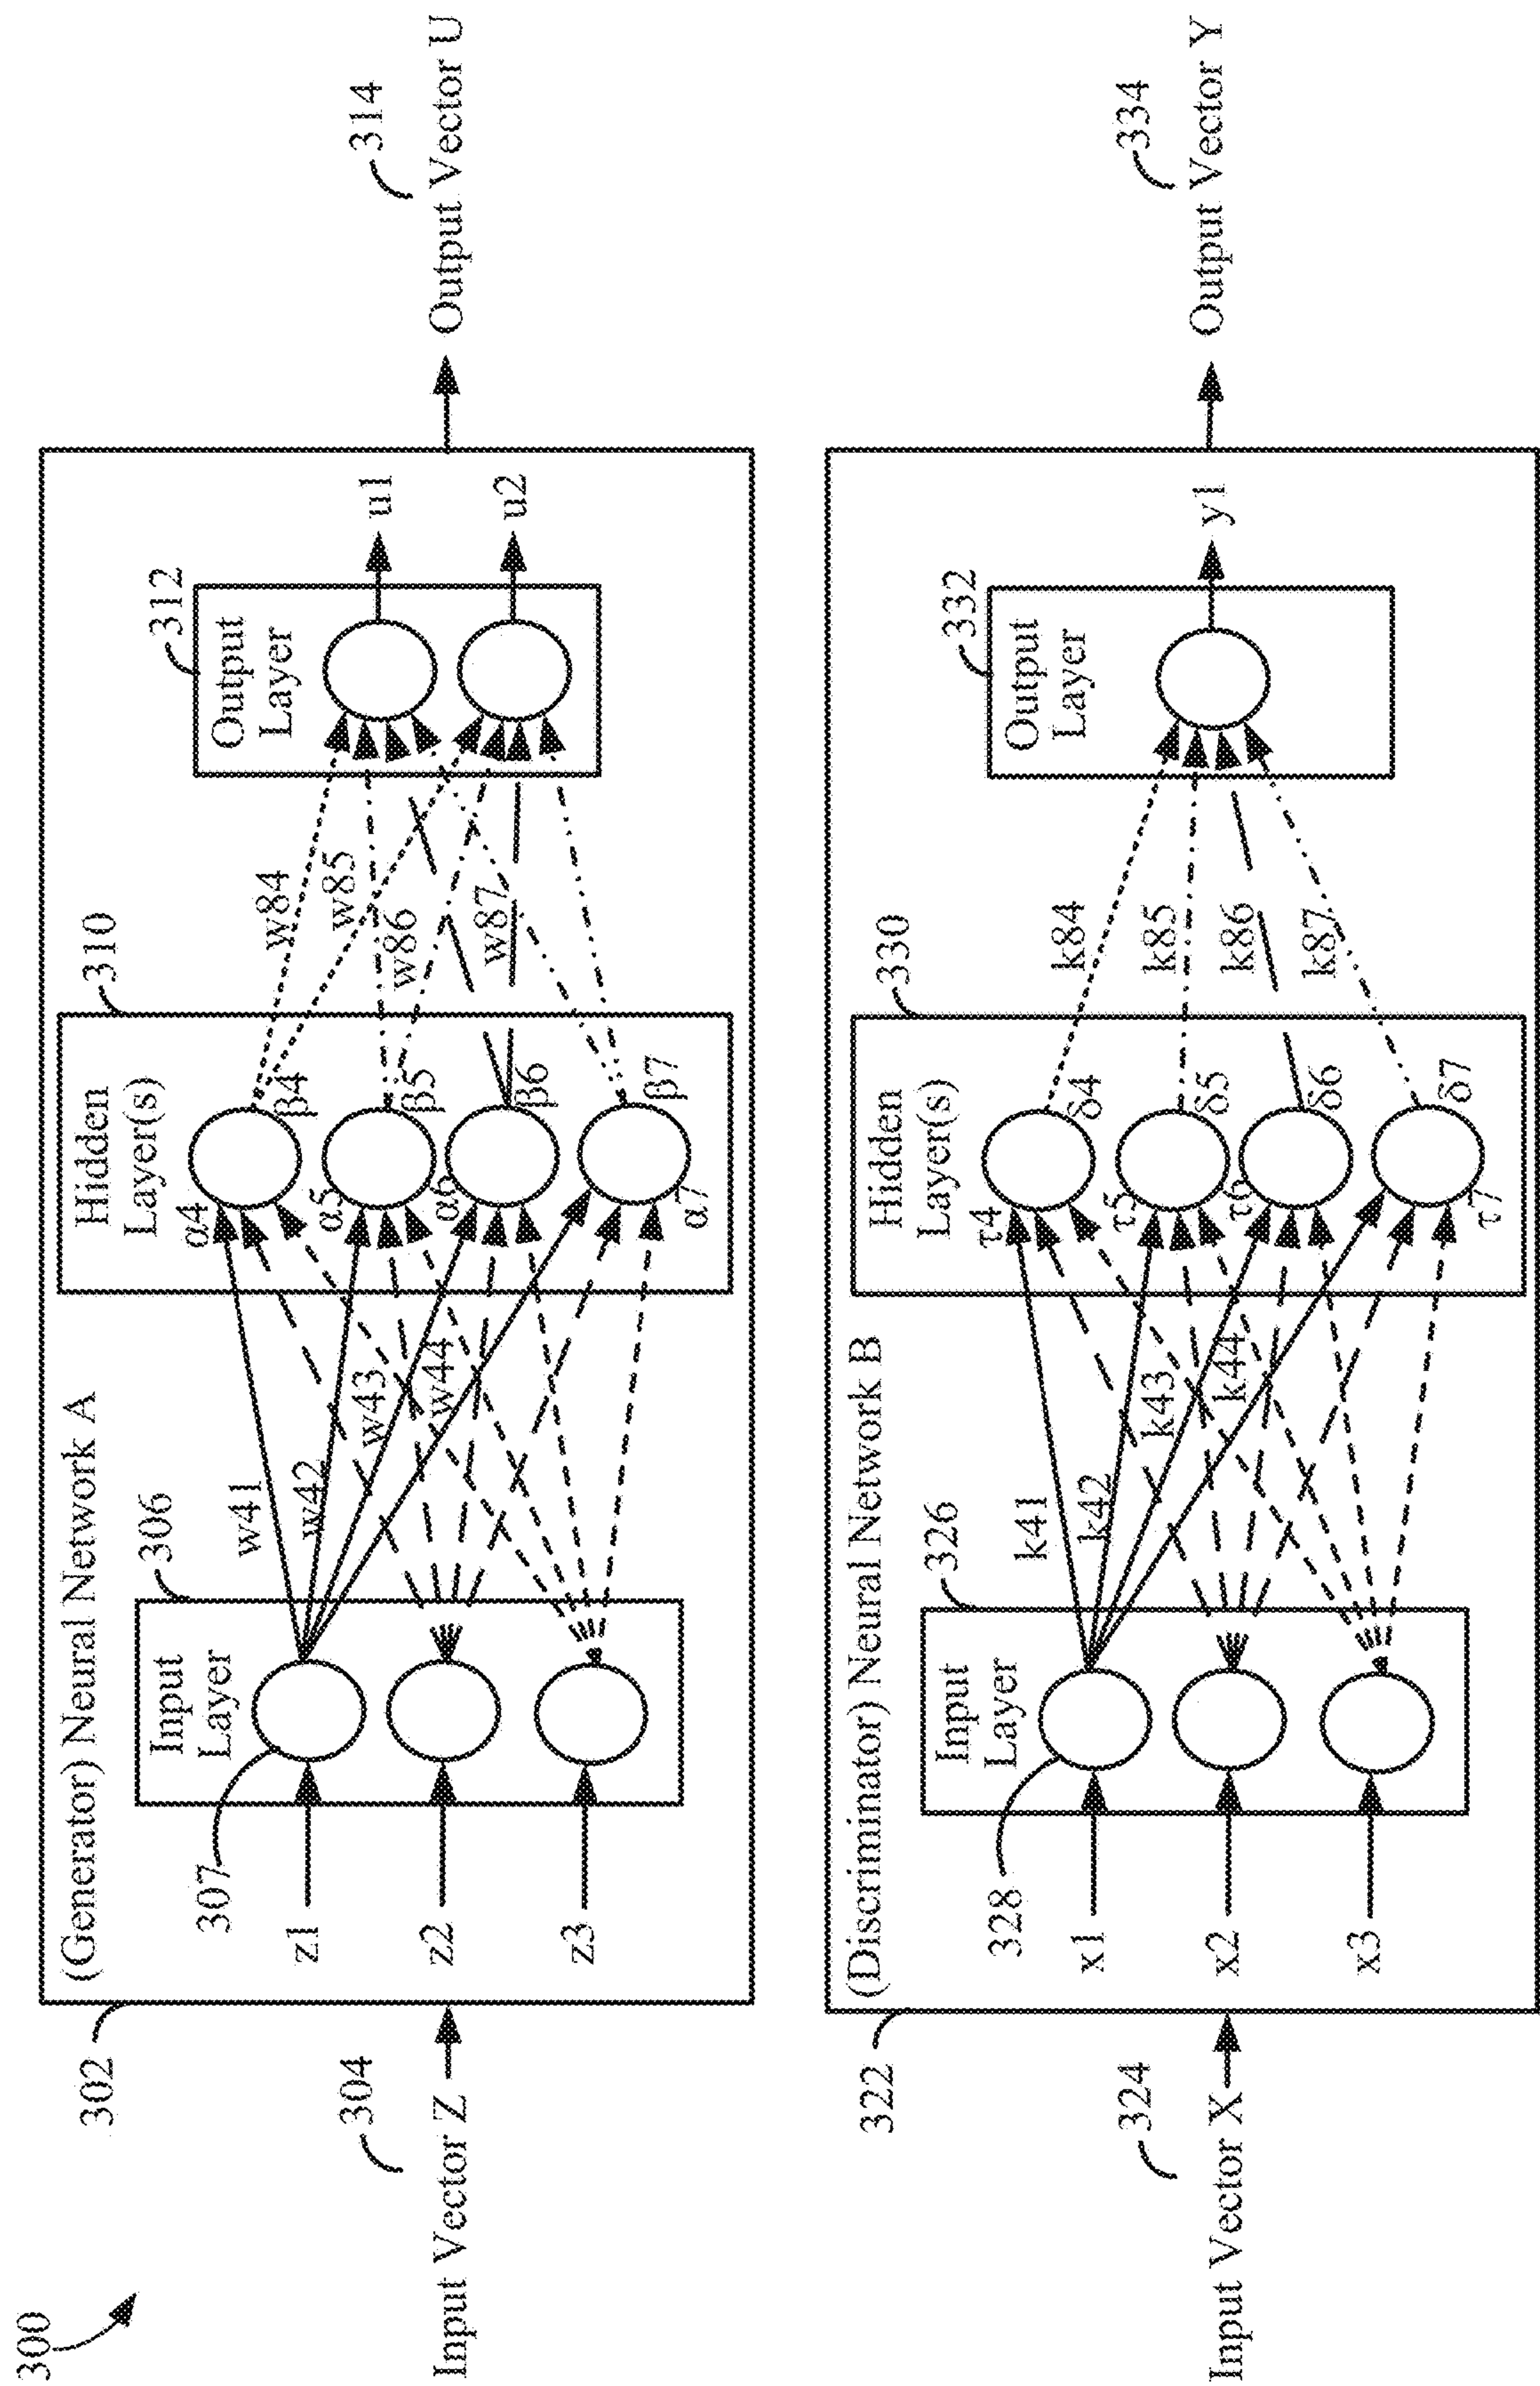 300
302
304
Input Vector Z
(Generator) Neural Network A
307
z1
z2
z3
306
Input
Layer
w41
w42
w43
w44
310
Hidden
Layer(s)
α4
β4
α5
β5
α6
β6
α7
β7
w84
w85
w86
w87
312
Output
Layer
u1
u2
314
Output Vector U
322
324
Input Vector X
(Discriminator) Neural Network B
328
x1
x2
x3
326
Input
Layer
k41
k42
k43
k44
330
Hidden
Layer(s)
τ4
δ4
τ5
δ5
τ6
δ6
τ7
δ7
k84
k85
k86
k87
332
Output
Layer
y1
334
Output Vector Y